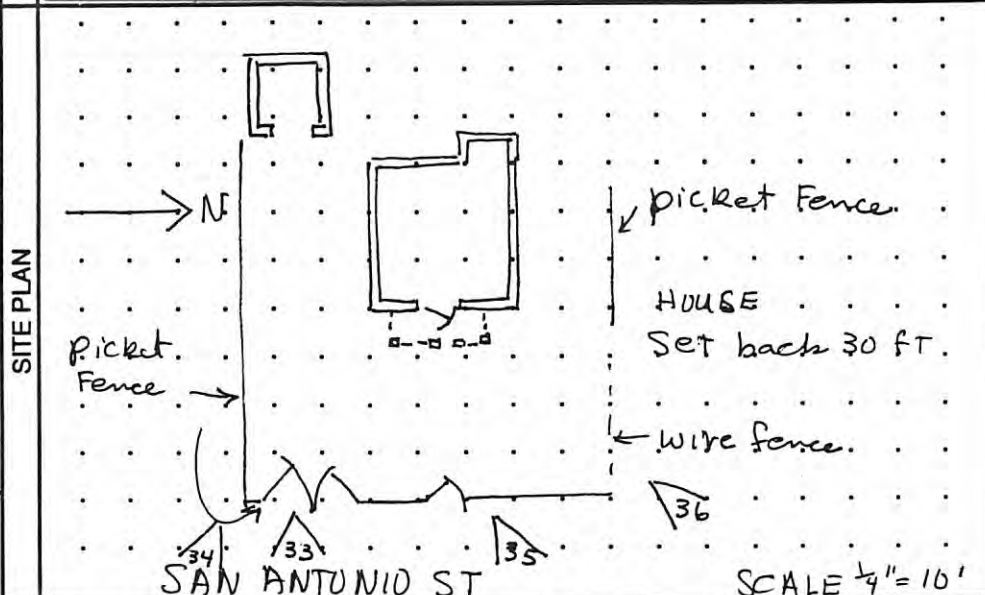 SITE PLAN
N
picket Fence
HOUSE
Set back 30 FT.
picket
Fence
wire fence
36
34
33
35
SAN ANTONIO ST
SCALE 1/4" = 10'